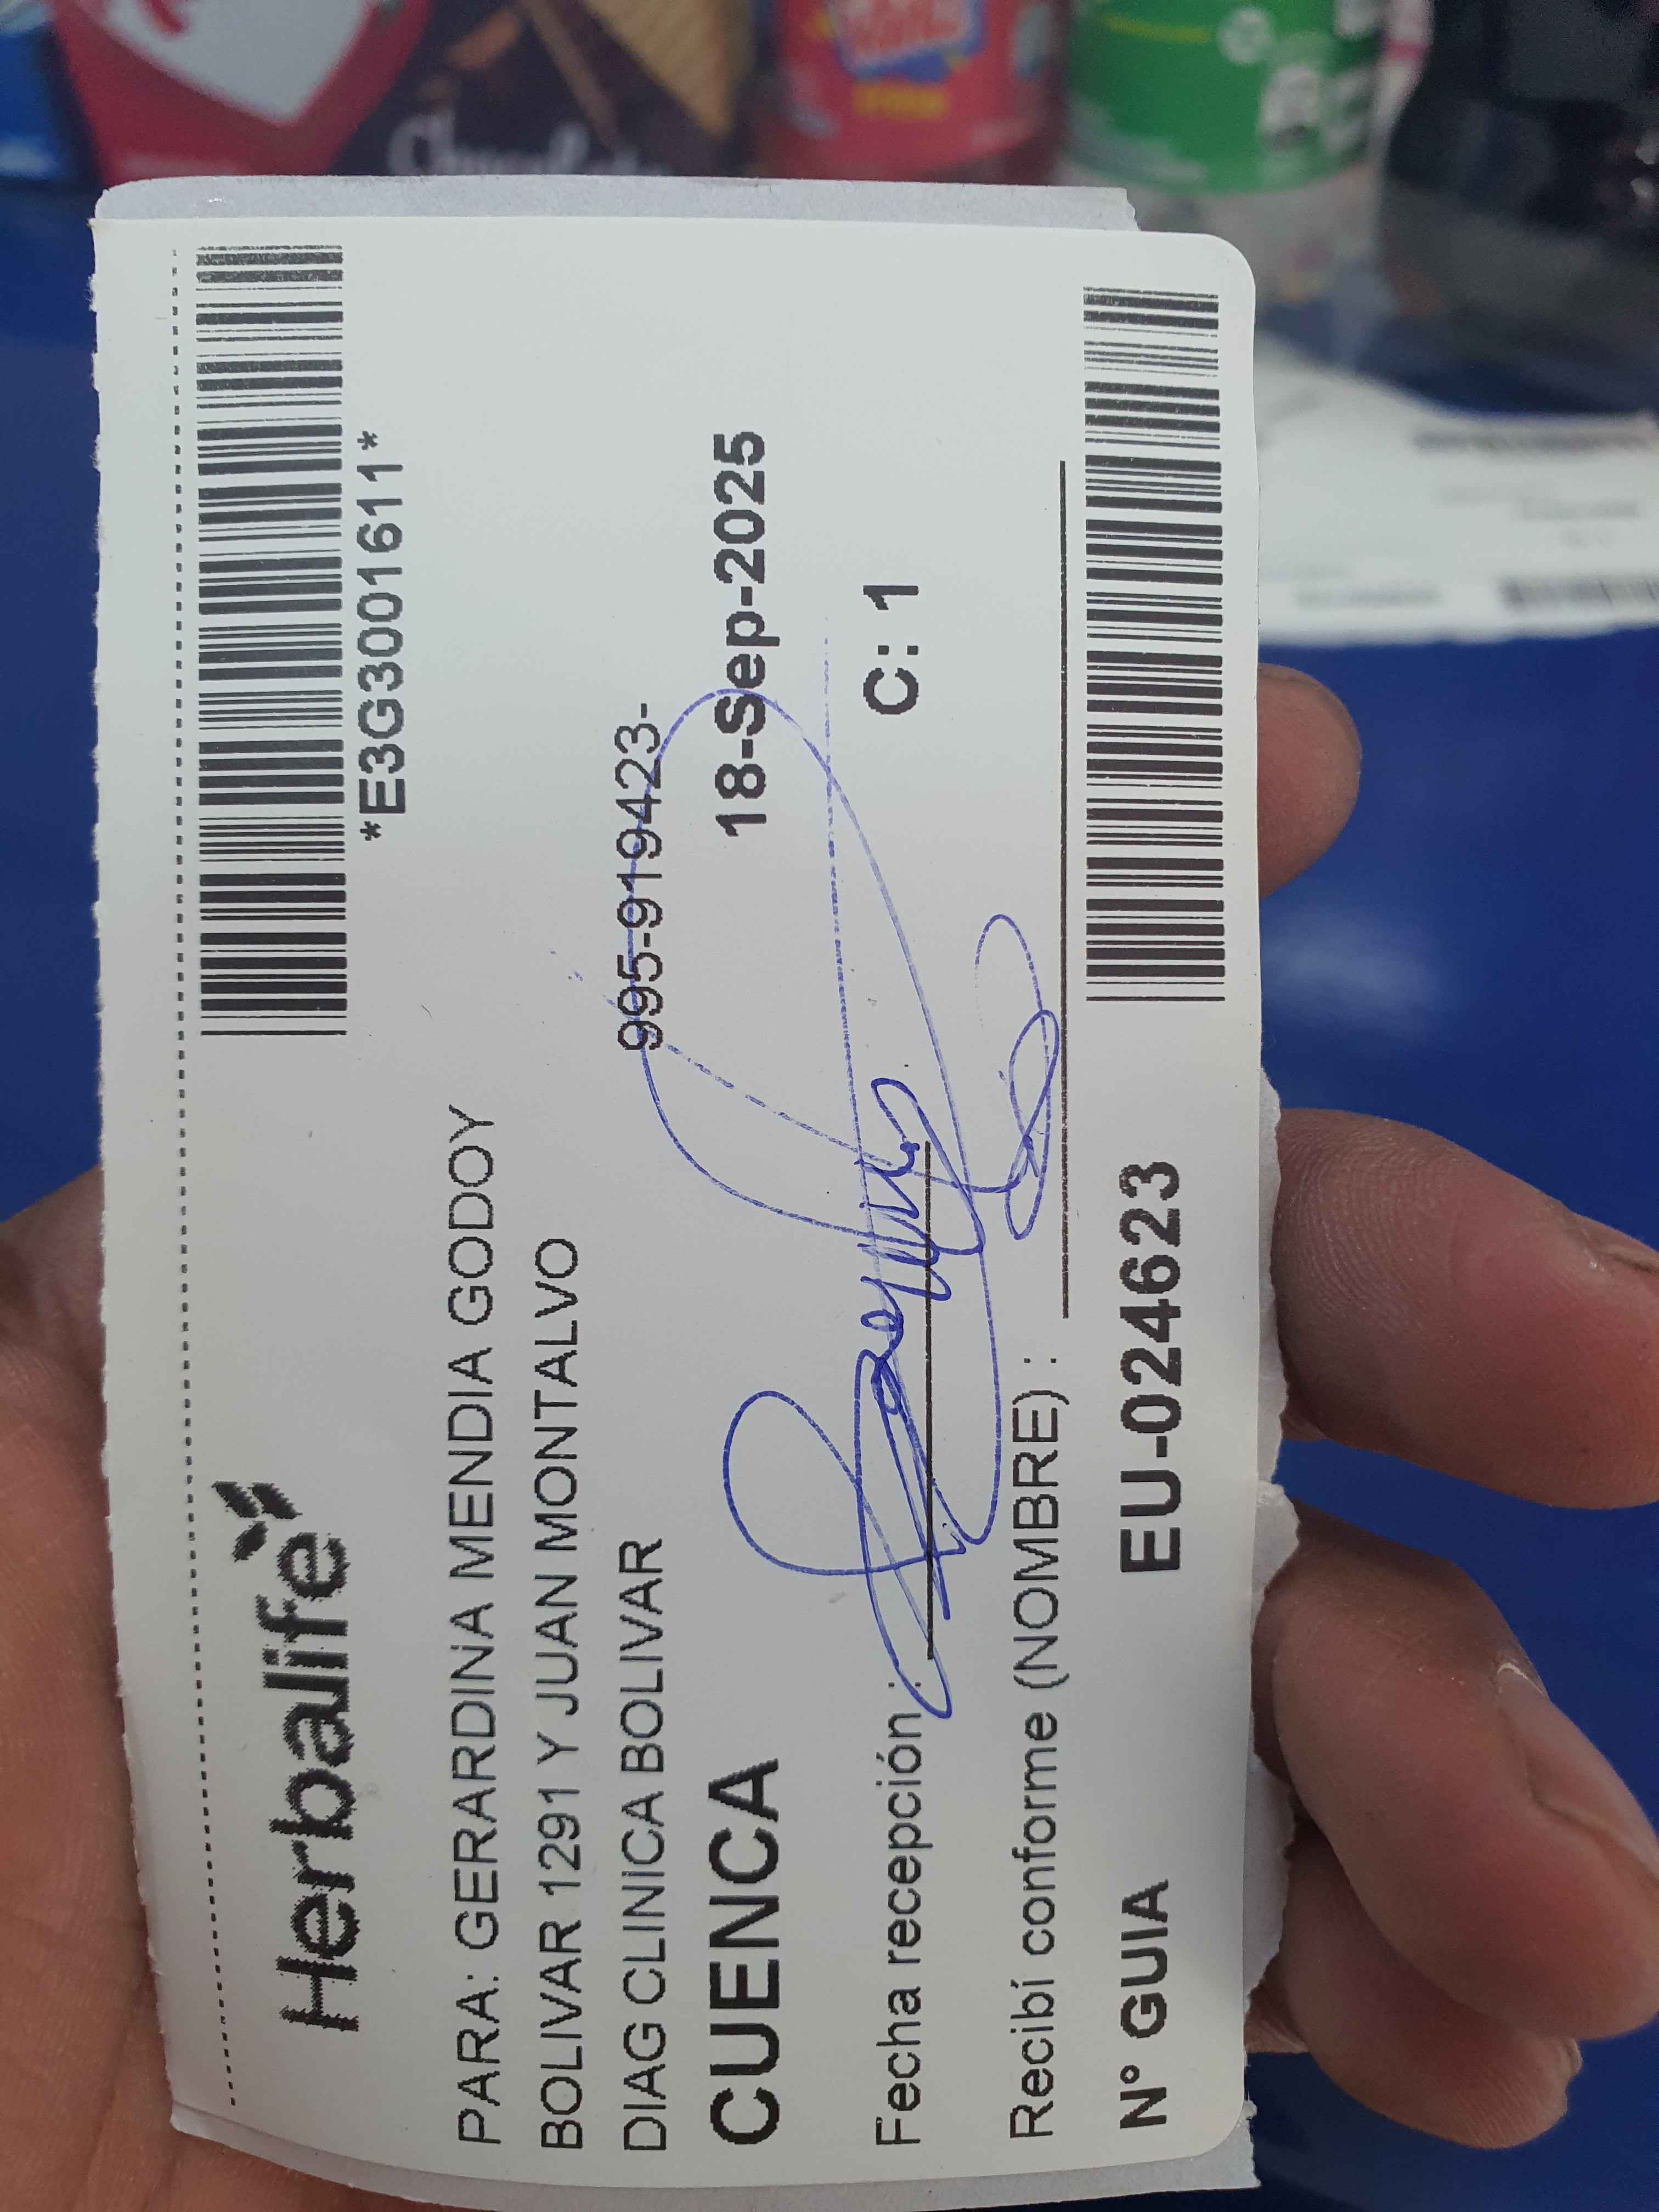 Herbalife
*E3G3001611*
PARA: GERARDINA MENDIA GODOY
BOLIVAR 1291 Y JUAN MONTALVO
DIAG CLINICA BOLIVAR
995-919423-
CUENCA
18-Sep-2025
Fecha recepción :
C: 1
Recibí conforme (NOMBRE) :
N° GUIA
EU-024623